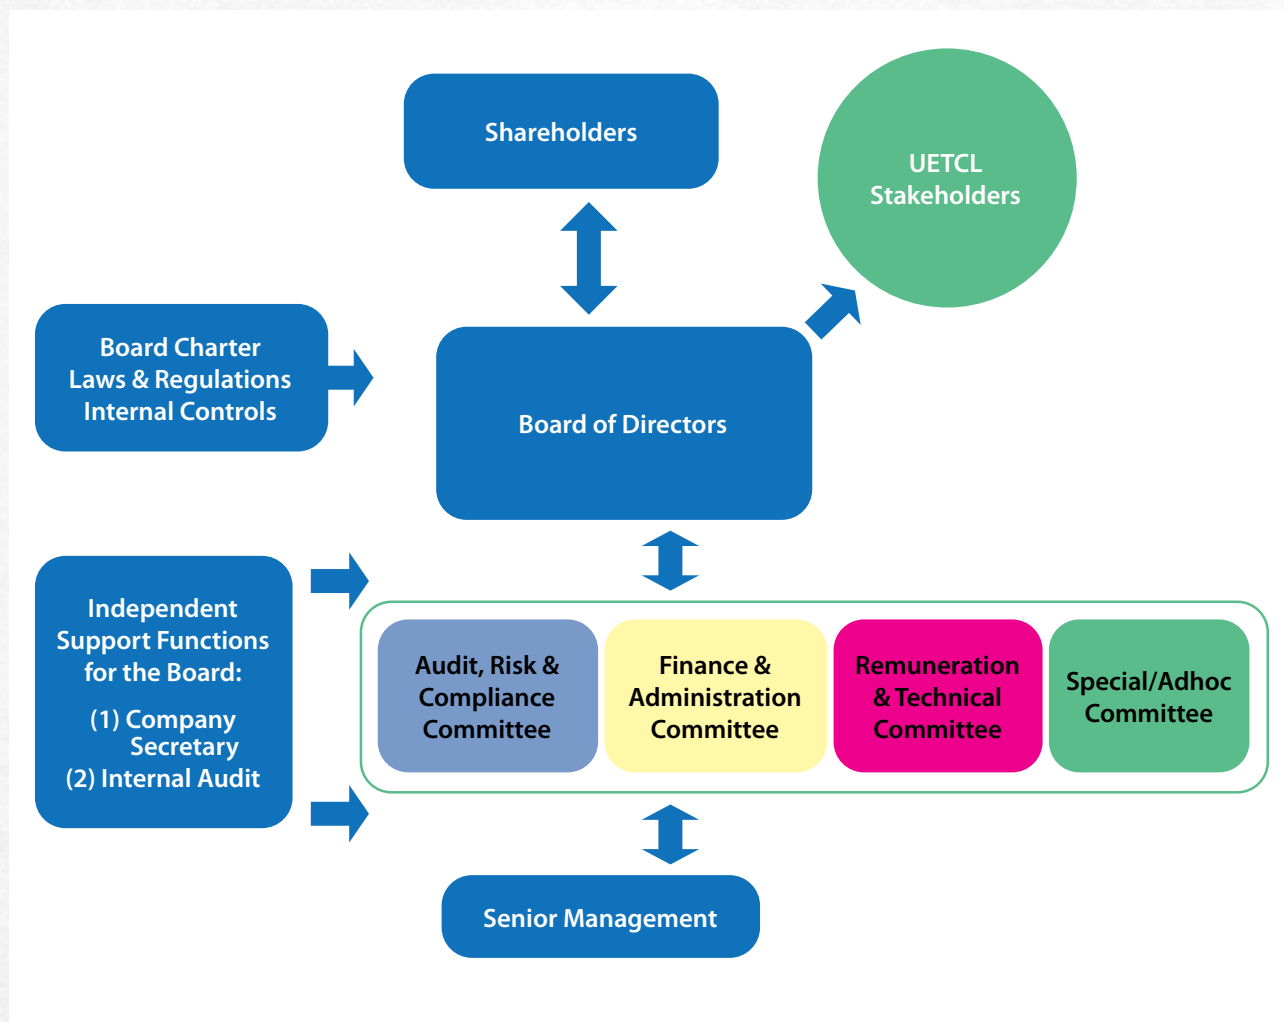 Shareholders
UETCL
Stakeholders
Board Charter
Laws & Regulations
Internal Controls
Board of Directors
Independent
Support Functions
for the Board:
(1) Company
Secretary
(2) Internal Audit
Audit, Risk &
Compliance
Committee
Finance &
Administration
Committee
Remuneration
& Technical
Committee
Special/Adhoc
Committee
Senior Management